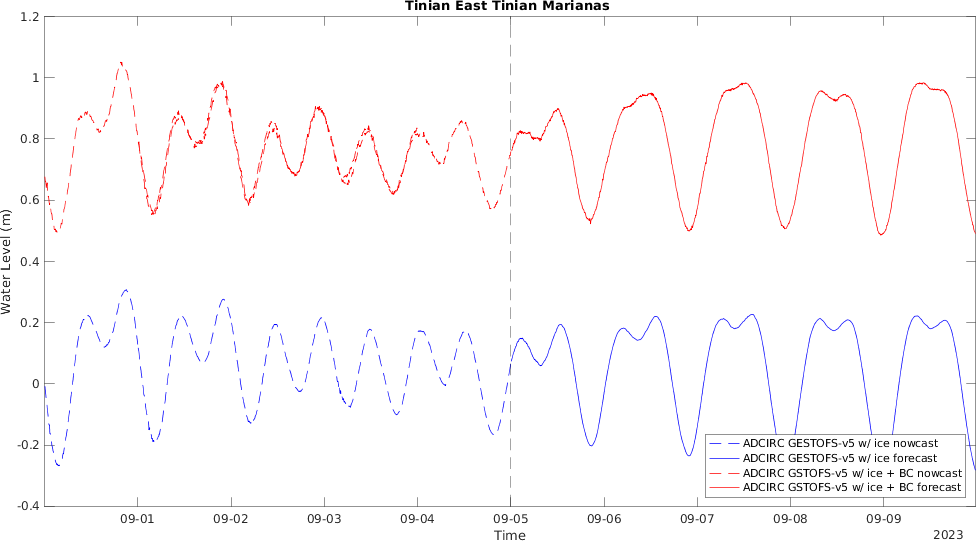 Tinian East Tinian Marianas
1.2
1
0.8
0.6
0.4
0.2
0
-0.2
-0.4
Water Level (m)
09-01 09-02 09-03 09-04 09-05 09-06 09-07 09-08 09-09
Time
2023
ADCIRC GESTOFS-v5 w/ ice nowcast
ADCIRC GESTOFS-v5 w/ ice forecast
ADCIRC GSTOFS-v5 w/ ice + BC nowcast
ADCIRC GSTOFS-v5 w/ ice + BC forecast